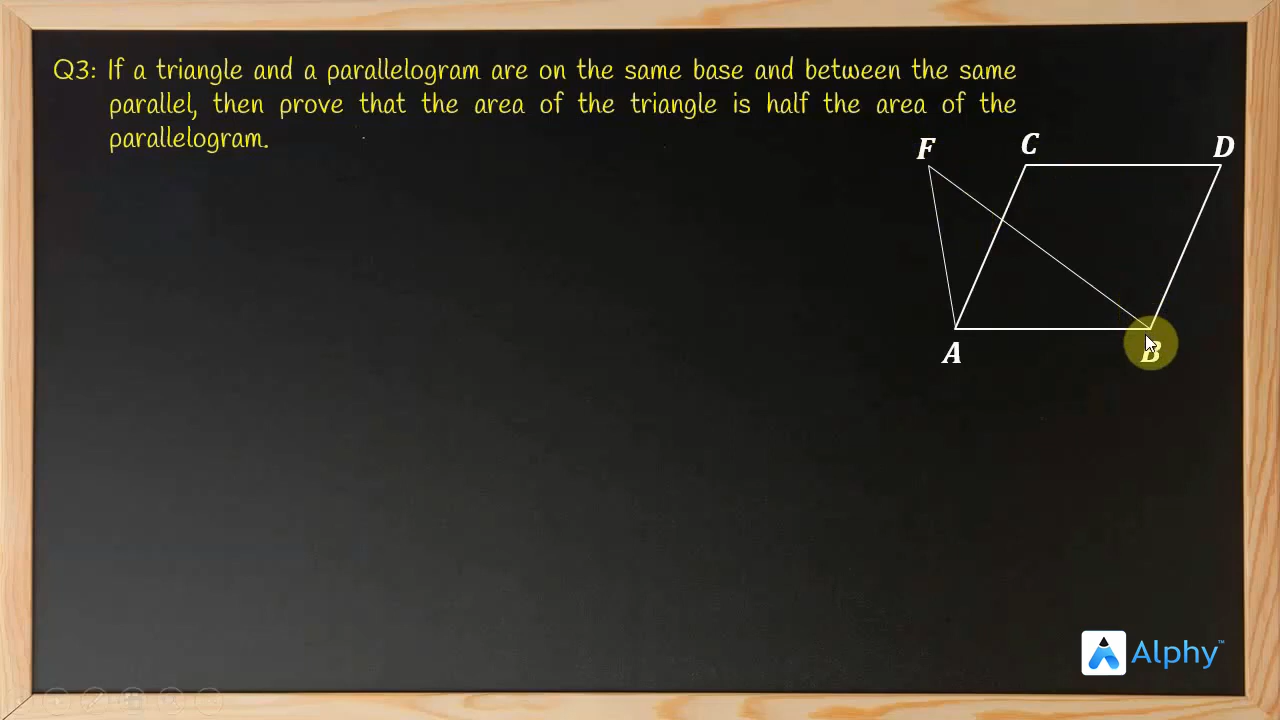 Q3: If a triangle and a parallelogram are on the same base and between the same
parallel, then prove that the area of the triangle is half the area of the
parallelogram.
F C D
A B
Alphy™